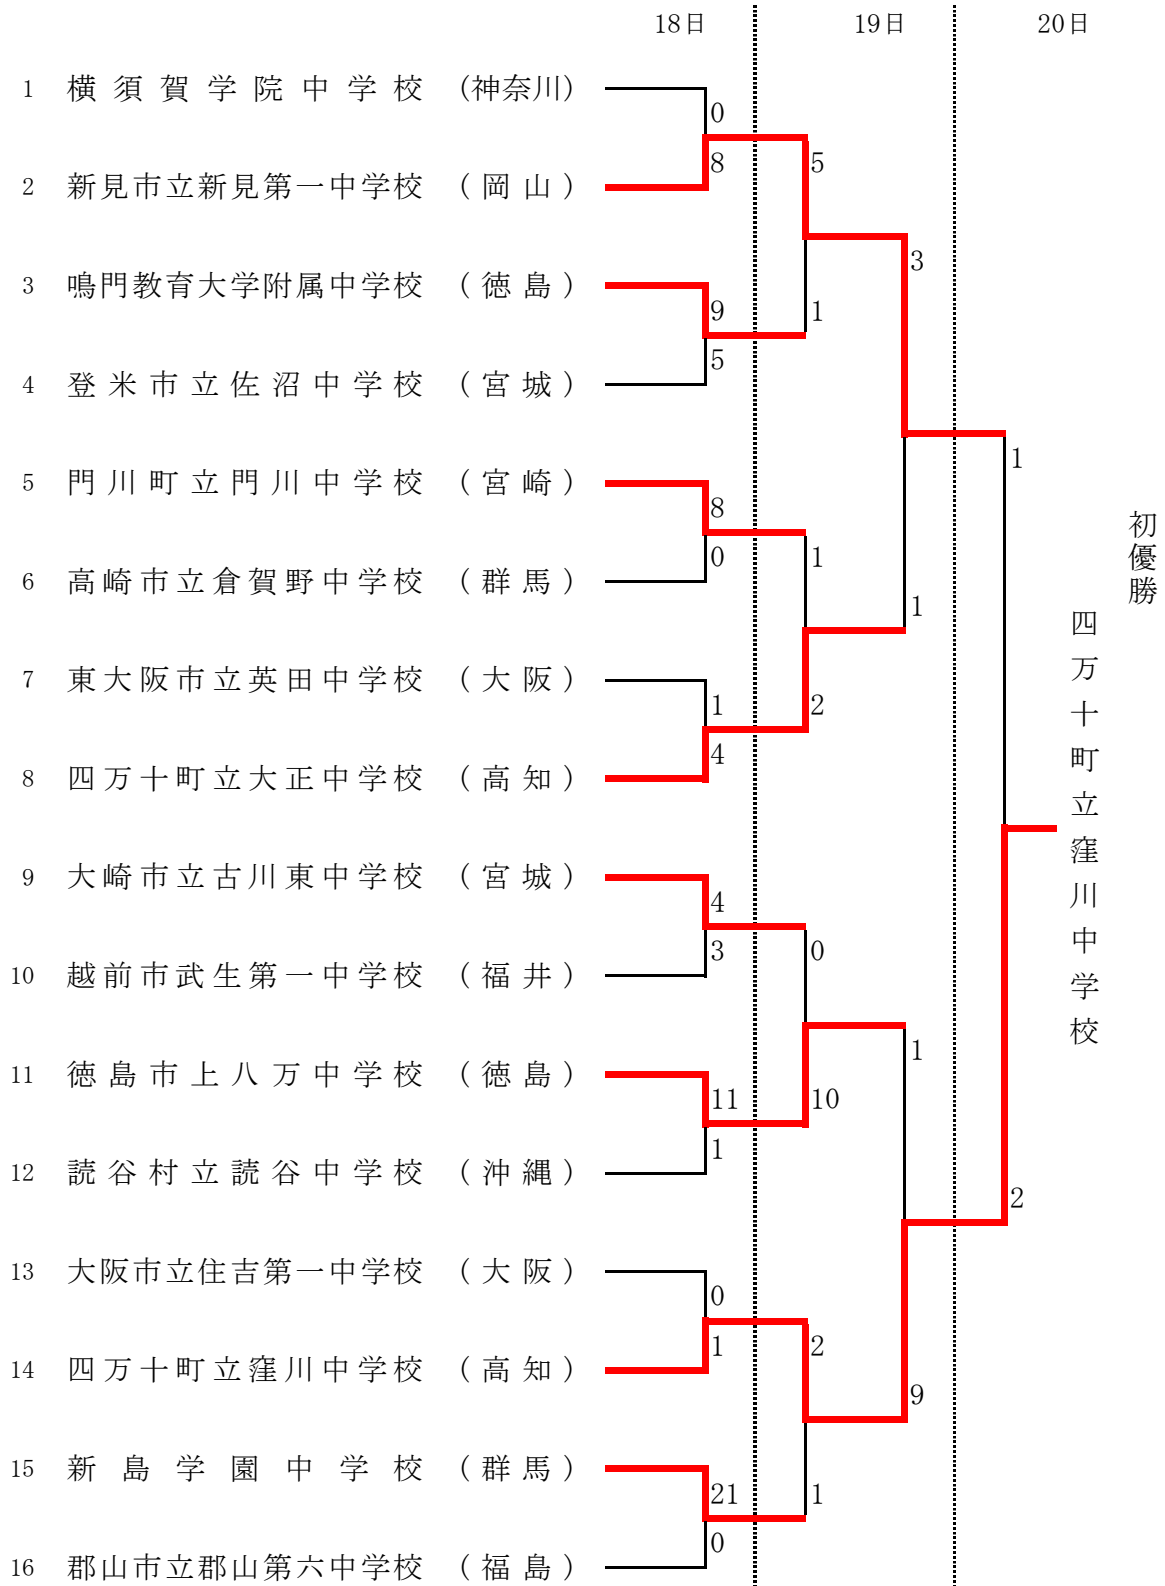 18日 19日 20日
1 横須賀学院中学校 (神奈川)
0
8
5
2 新見市立新見第一中学校 (岡山)
3
3 鳴門教育大学附属中学校 (徳島)
9
1
5
4 登米市立佐沼中学校 (宮城)
1
5 門川町立門川中学校 (宮崎)
8
0
1
6 高崎市立倉賀野中学校 (群馬)
1
7 東大阪市立英田中学校 (大阪)
1
2
4
8 四万十町立大正中学校 (高知)
初優勝
四万十町立窪川中学校
9 大崎市立古川東中学校 (宮城)
4
3
0
10 越前市武生第一中学校 (福井)
1
11 徳島市上八万中学校 (徳島)
11
10
1
12 読谷村立読谷中学校 (沖縄)
2
13 大阪市立住吉第一中学校 (大阪)
0
1
2
14 四万十町立窪川中学校 (高知)
9
15 新島学園中学校 (群馬)
21
1
0
16 郡山市立郡山第六中学校 (福島)